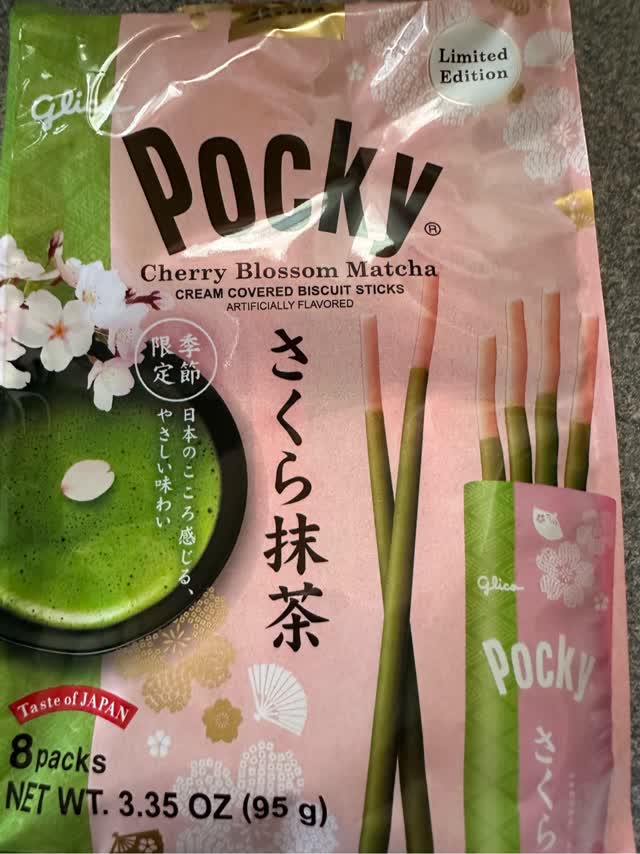 Glico
Limited
Edition
Pocky®
Cherry Blossom Matcha
CREAM COVERED BISCUIT STICKS
ARTIFICIALLY FLAVORED
季節
限定
さくら抹茶
日本のこころ感じる、
やさしい味わい
Glico
Pocky
さくら
Taste of JAPAN
8 packs
NET WT. 3.35 OZ (95 g)